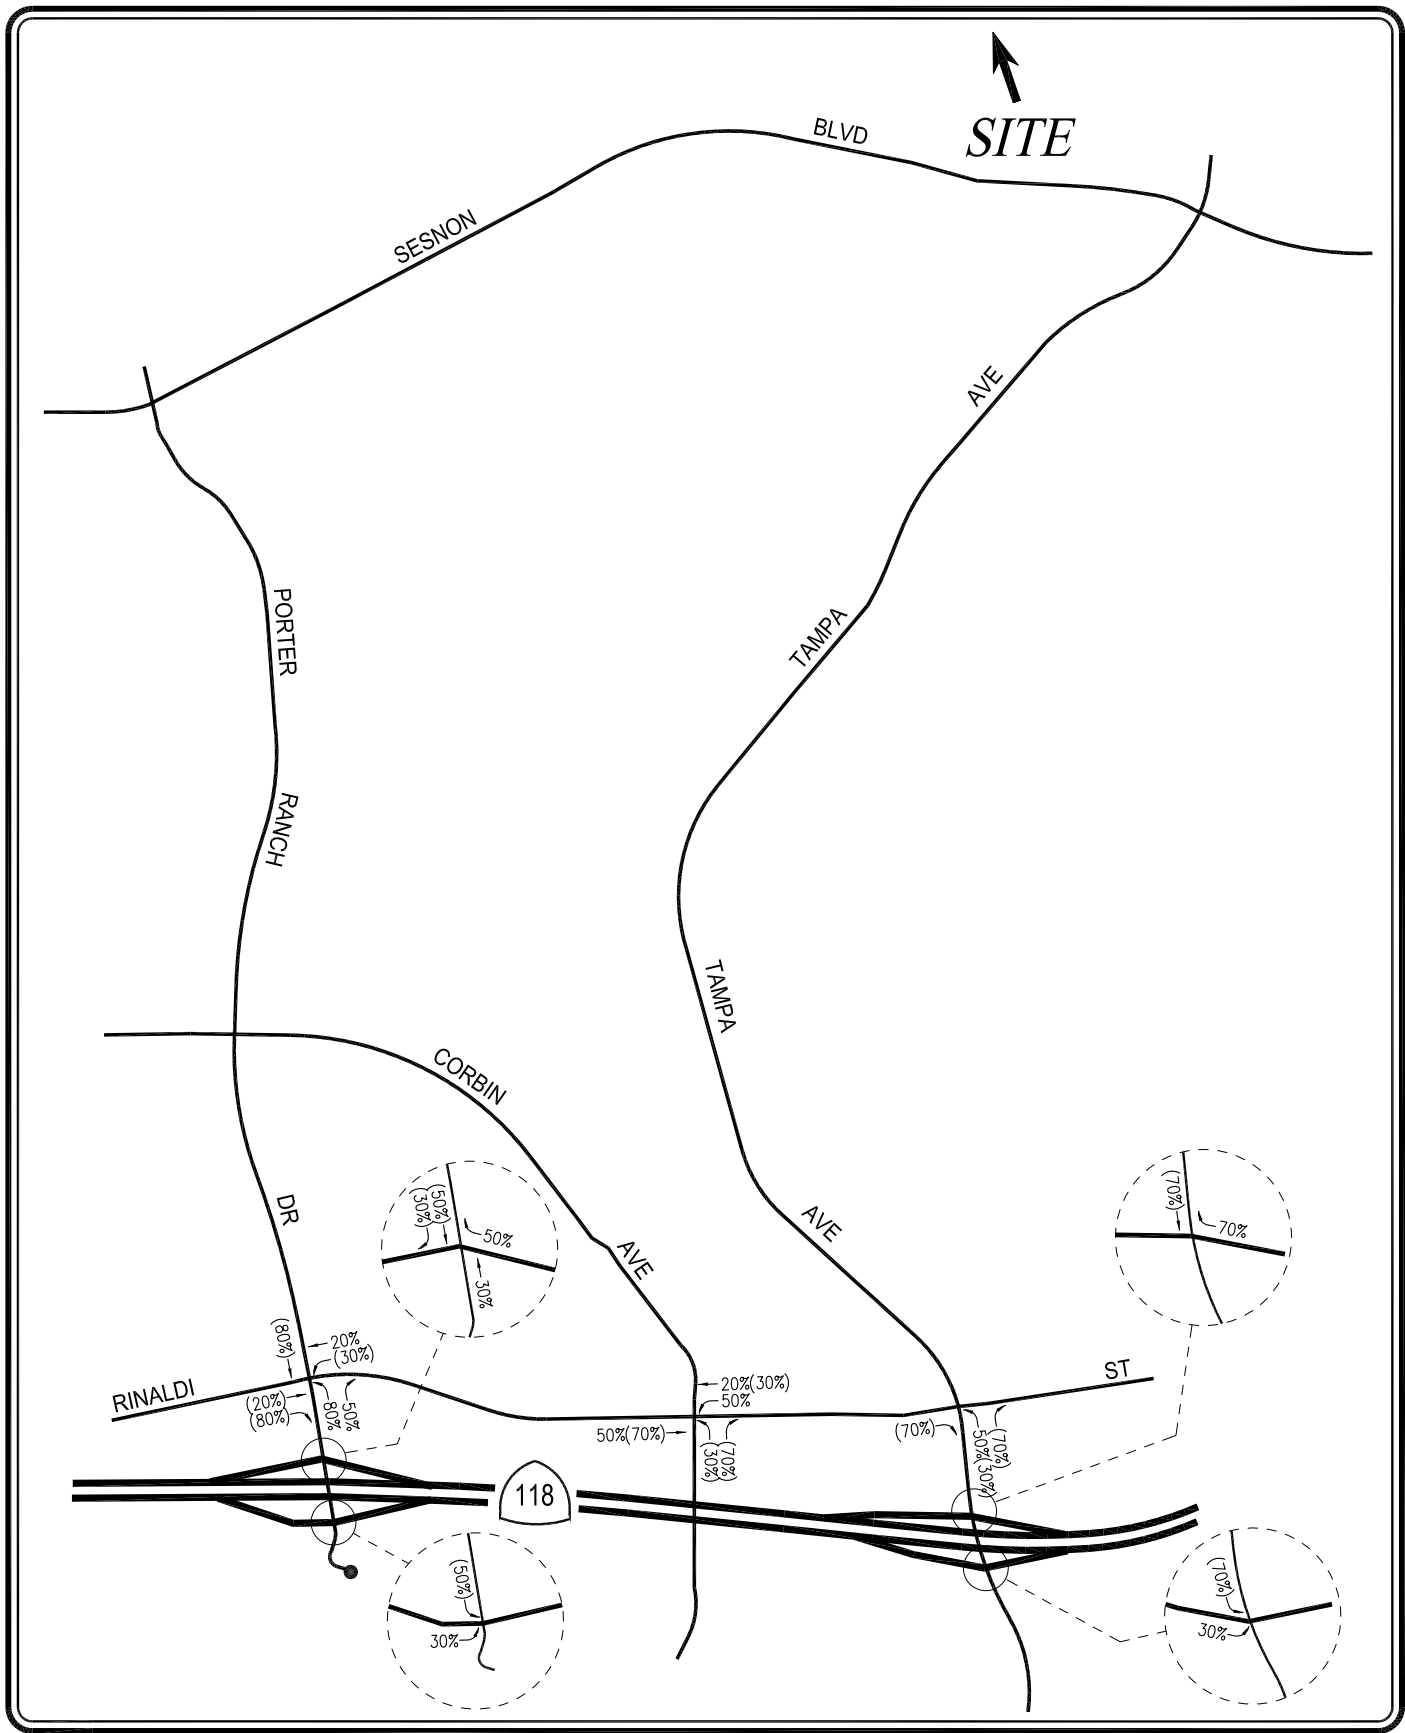 BLVD
SITE
SESNON
AVE
PORTER
TAMPA
RANCH
TAMPA
CORBIN
DR
AVE
AVE
(30%)
(50%)
50%
30%
(70%)
70%
(80%)
20%
(30%)
RINALDI
(20%)
(80%)
80%
50%
20%(30%)
50%
50%(70%)
(30%)
(70%)
ST
(70%)
50%(30%)
(70%)
118
(50%)
30%
(70%)
30%